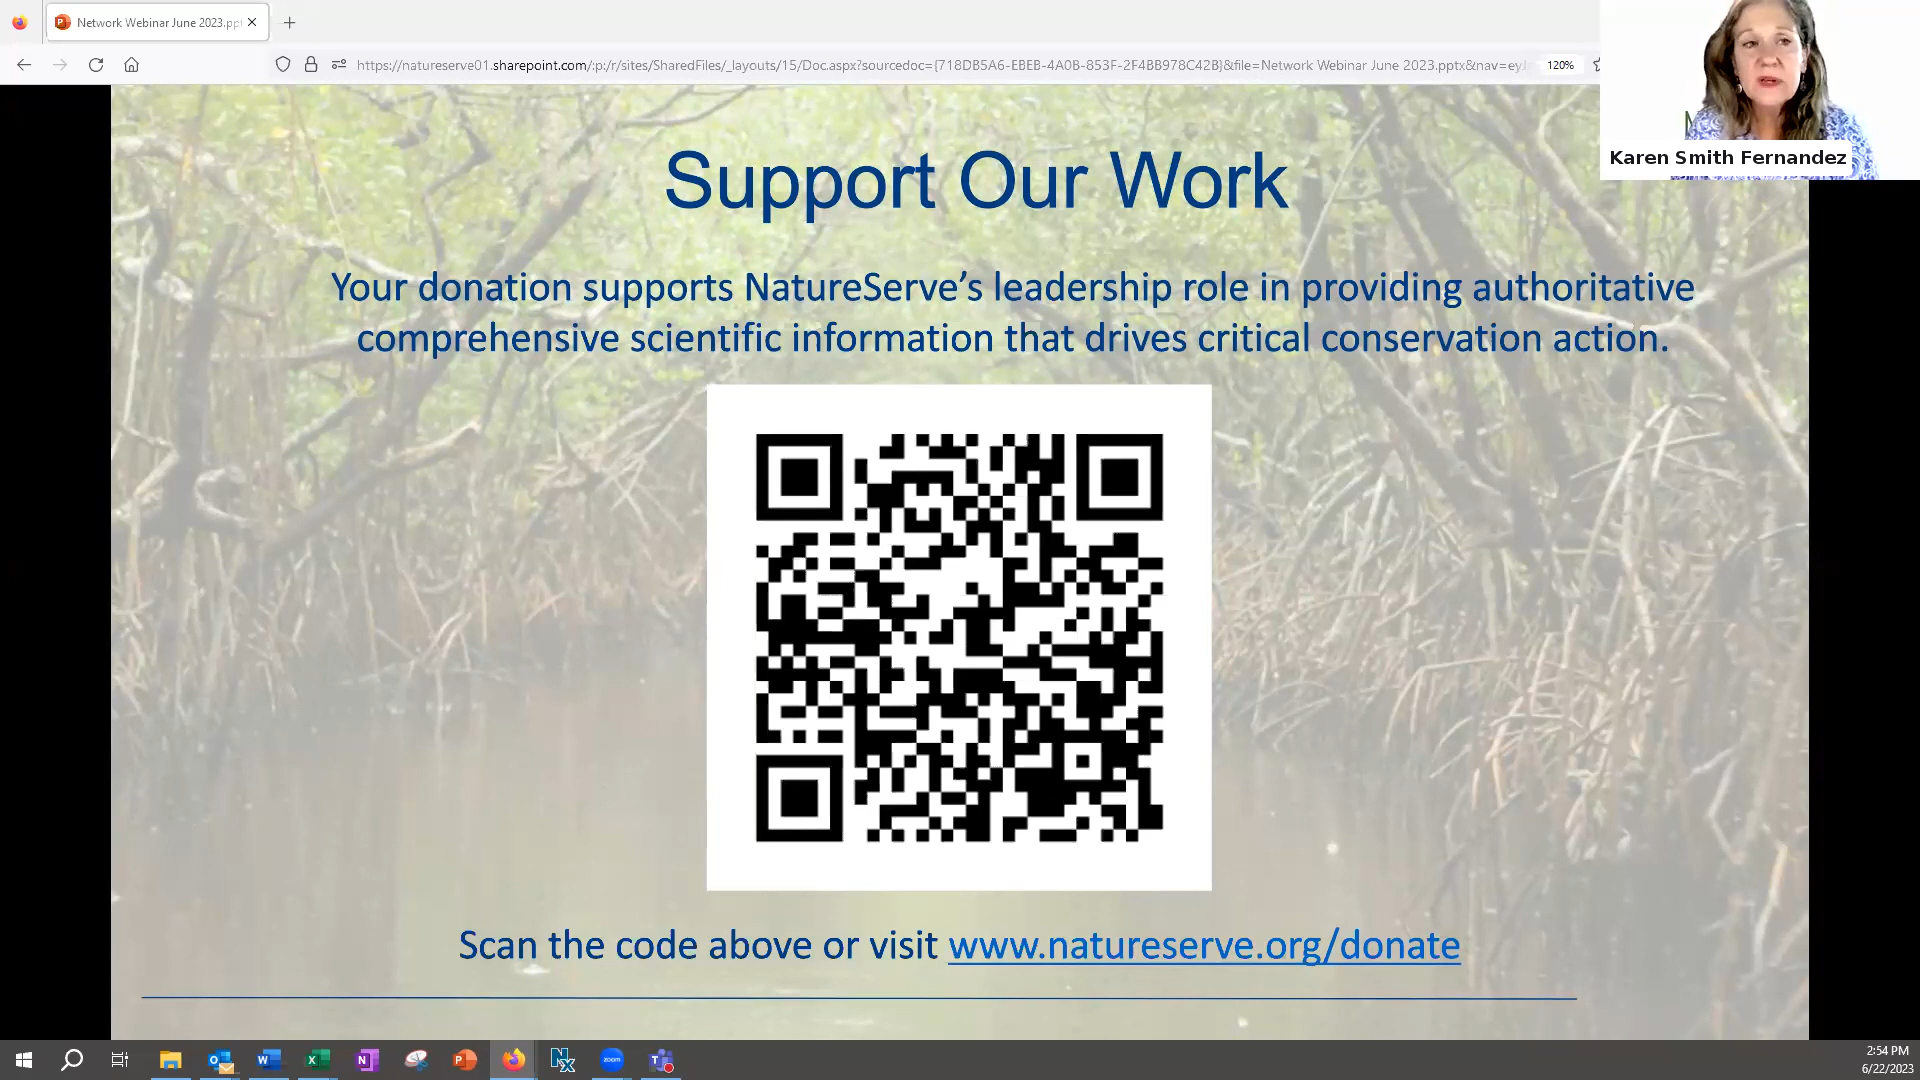 Network Webinar June 2023.pp
https://natureserve01.sharepoint.com/:p:/r/sites/SharedFiles/_layouts/15/Doc.aspx?sourcedoc={718DB5A6-EBEB-4A0B-853F-2F4BB978C42B}&file=Network Webinar June 2023.pptx&nav=eyJ
120%
Karen Smith Fernandez
Support Our Work
Your donation supports NatureServe’s leadership role in providing authoritative
comprehensive scientific information that drives critical conservation action.
Scan the code above or visit www.natureserve.org/donate
zoom
2:54 PM
6/22/2023